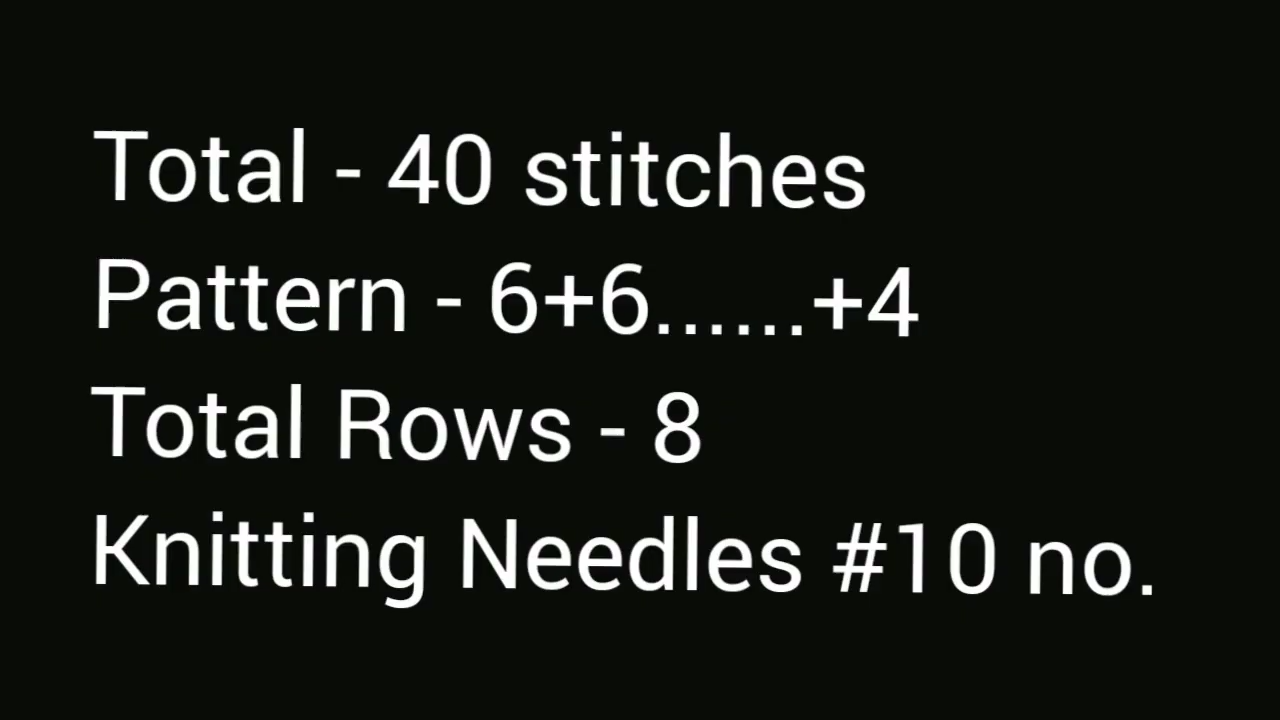 Total - 40 stitches
Pattern - 6+6......+4
Total Rows - 8
Knitting Needles #10 no.